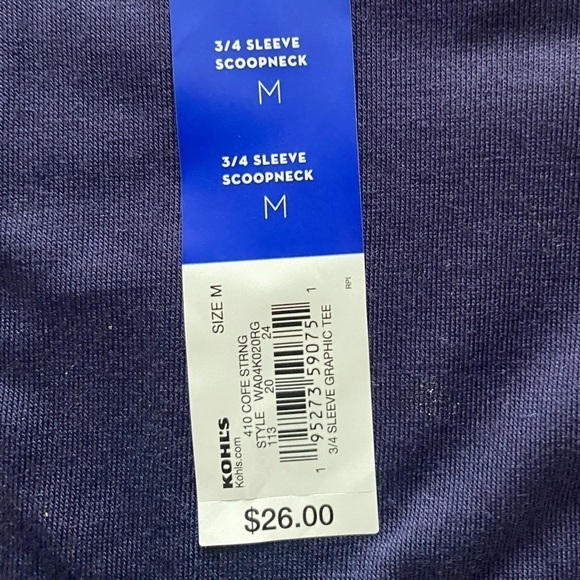 3/4 SLEEVE
SCOOPNECK
M
3/4 SLEEVE
SCOOPNECK
M
KOHL'S
Kohls.com
SIZE M
410 COFE STRNG
STYLE WA04K020RG
113 20 24
1 95273 59075 1
3/4 SLEEVE GRAPHIC TEE
RPI
$26.00